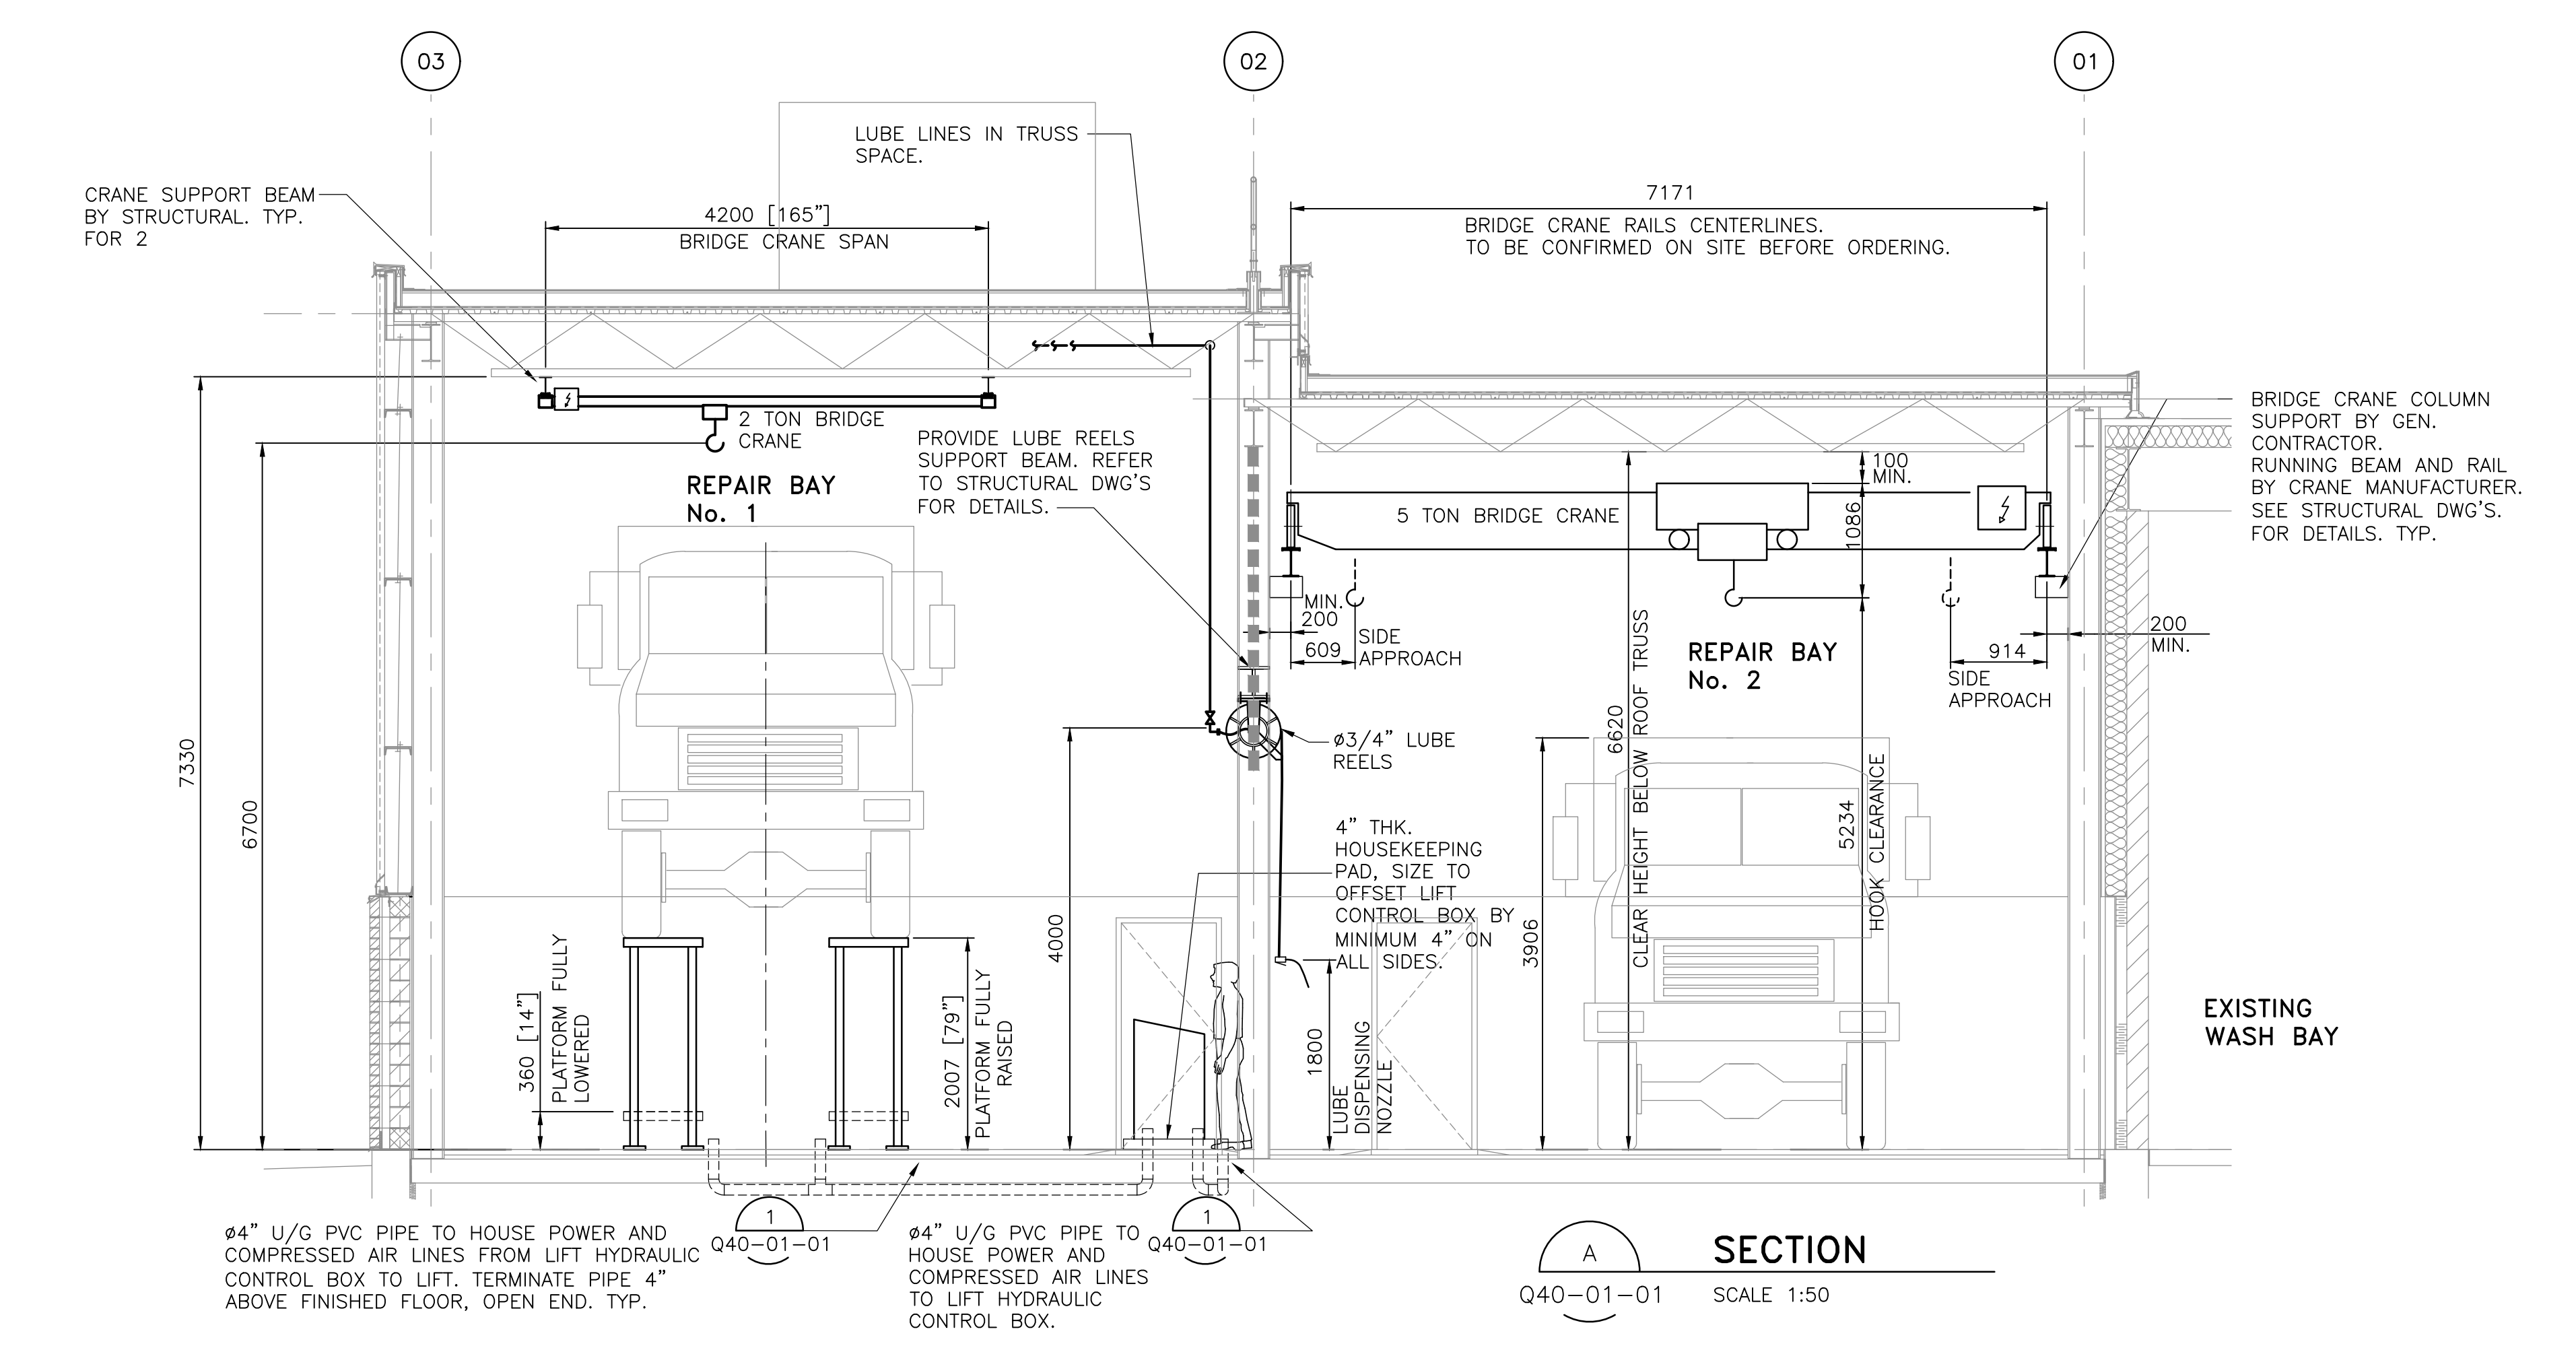 03
02
01
LUBE LINES IN TRUSS
SPACE.
CRANE SUPPORT BEAM
BY STRUCTURAL. TYP.
FOR 2
4200 [165”]
BRIDGE CRANE SPAN
7171
BRIDGE CRANE RAILS CENTERLINES.
TO BE CONFIRMED ON SITE BEFORE ORDERING.
2 TON BRIDGE
CRANE
PROVIDE LUBE REELS
SUPPORT BEAM. REFER
TO STRUCTURAL DWG'S
FOR DETAILS.
REPAIR BAY
No. 1
5 TON BRIDGE CRANE
100
MIN.
1086
BRIDGE CRANE COLUMN
SUPPORT BY GEN.
CONTRACTOR.
RUNNING BEAM AND RAIL
BY CRANE MANUFACTURER.
SEE STRUCTURAL DWG'S.
FOR DETAILS. TYP.
MIN.
200
609
SIDE
APPROACH
REPAIR BAY
No. 2
914
SIDE
APPROACH
200
MIN.
7330
6700
4000
ø3/4” LUBE
REELS
6620
CLEAR HEIGHT BELOW ROOF TRUSS
5234
HOOK CLEARANCE
3906
4” THK.
HOUSEKEEPING
PAD, SIZE TO
OFFSET LIFT
CONTROL BOX BY
MINIMUM 4” ON
ALL SIDES.
360 [14”]
PLATFORM FULLY
LOWERED
2007 [79”]
PLATFORM FULLY
RAISED
1800
LUBE
DISPENSING
NOZZLE
EXISTING
WASH BAY
1
Q40-01-01
1
Q40-01-01
ø4” U/G PVC PIPE TO HOUSE POWER AND
COMPRESSED AIR LINES FROM LIFT HYDRAULIC
CONTROL BOX TO LIFT. TERMINATE PIPE 4”
ABOVE FINISHED FLOOR, OPEN END. TYP.
ø4” U/G PVC PIPE TO
HOUSE POWER AND
COMPRESSED AIR LINES
TO LIFT HYDRAULIC
CONTROL BOX.
A
Q40-01-01
SECTION
SCALE 1:50